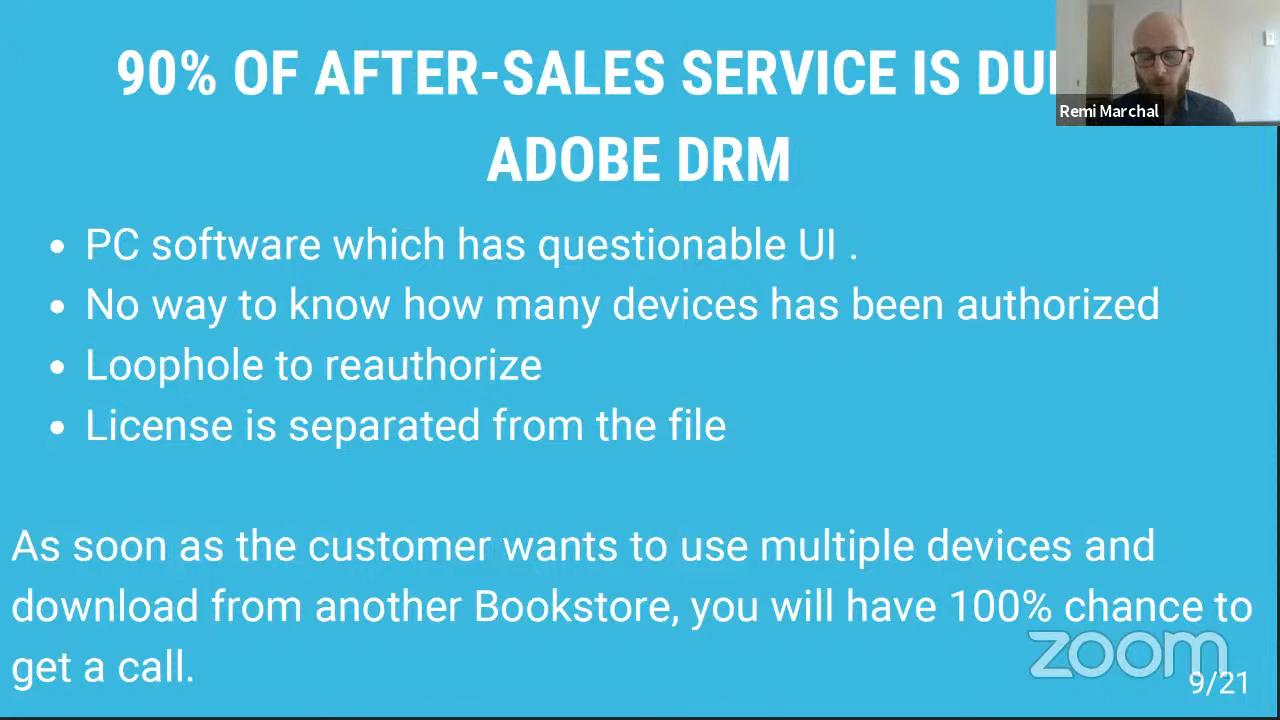 90% OF AFTER-SALES SERVICE IS
ADOBE DRM
Remi Marchal
• PC software which has questionable UI .
• No way to know how many devices has been authorized
• Loophole to reauthorize
• License is separated from the file
As soon as the customer wants to use multiple devices and
download from another Bookstore, you will have 100% chance to
get a call.
zoom
9/21